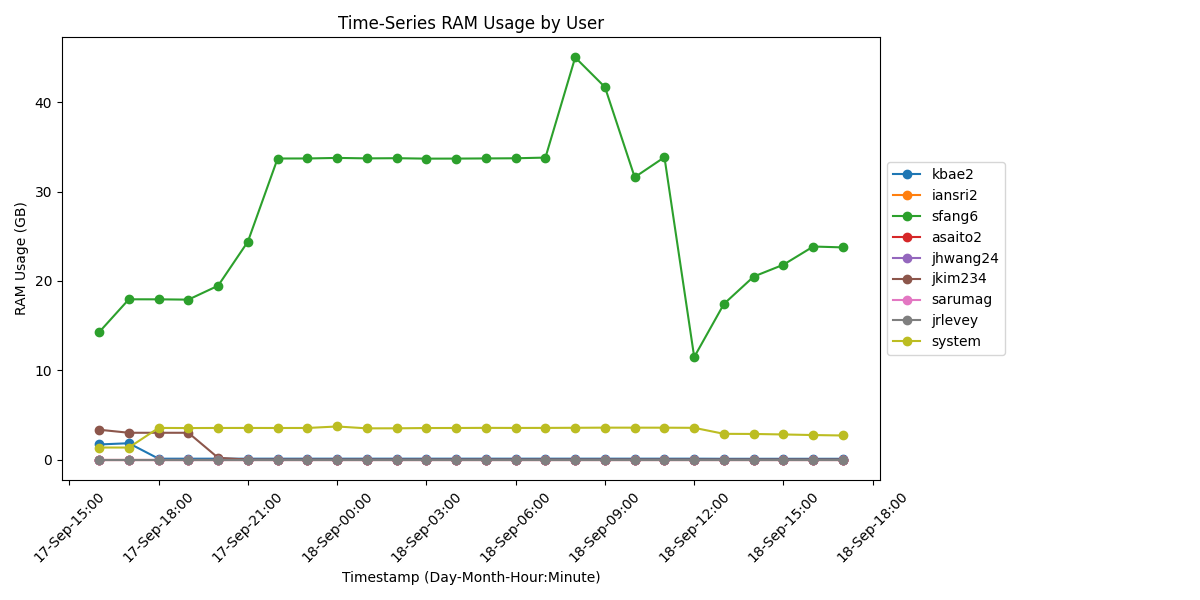 Time-Series RAM Usage by User
RAM Usage (GB)
40
30
20
10
0
17-Sep-15:00
17-Sep-18:00
17-Sep-21:00
18-Sep-00:00
18-Sep-03:00
18-Sep-06:00
18-Sep-09:00
18-Sep-12:00
18-Sep-15:00
18-Sep-18:00
Timestamp (Day-Month-Hour:Minute)
kbae2
iansri2
sfang6
asaito2
jhwang24
jkim234
sarumag
jrlevey
system